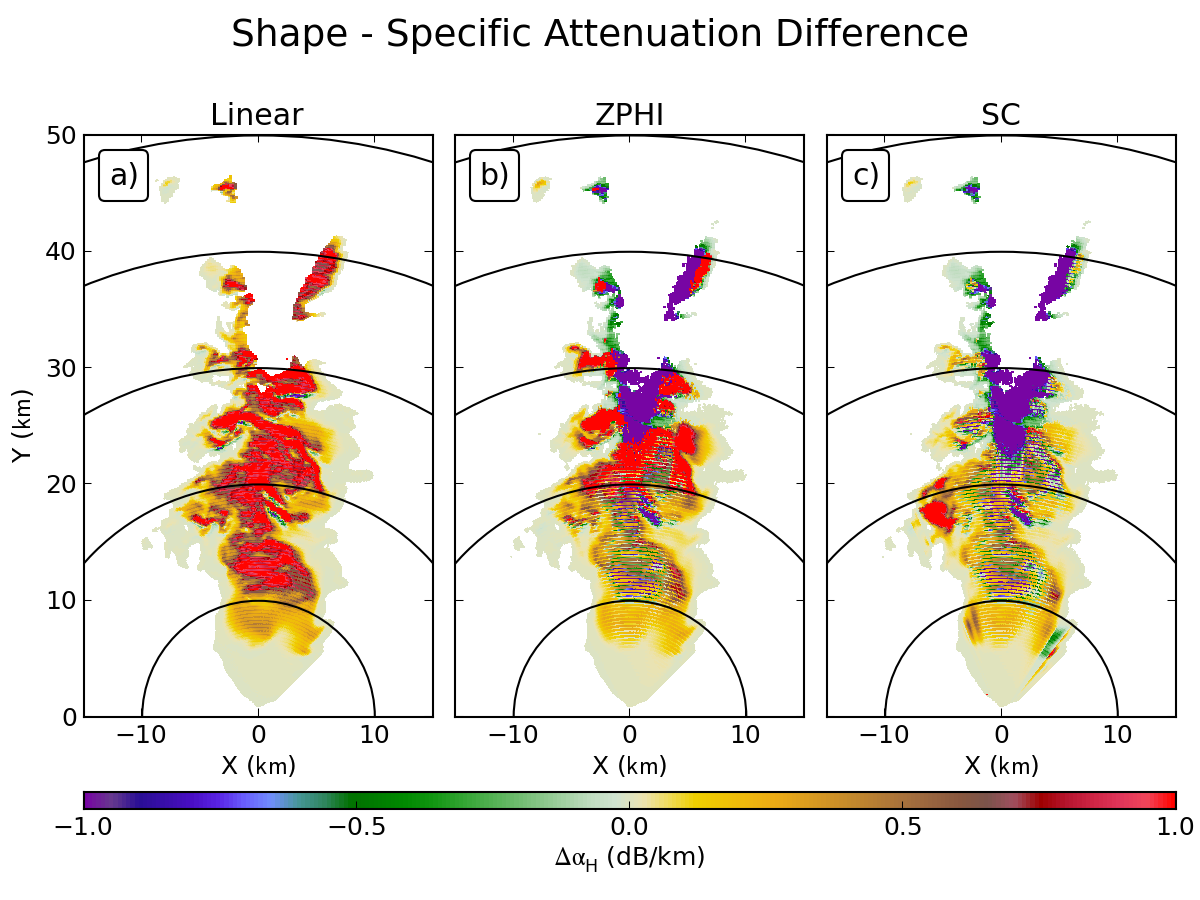 Shape - Specific Attenuation Difference
Linear
ZPHI
SC
a)
b)
c)
50
40
30
20
10
0
Y (km)
−10 0 10
−10 0 10
−10 0 10
X (km)
X (km)
X (km)
−1.0 −0.5 0.0 0.5 1.0
Δα_H (dB/km)